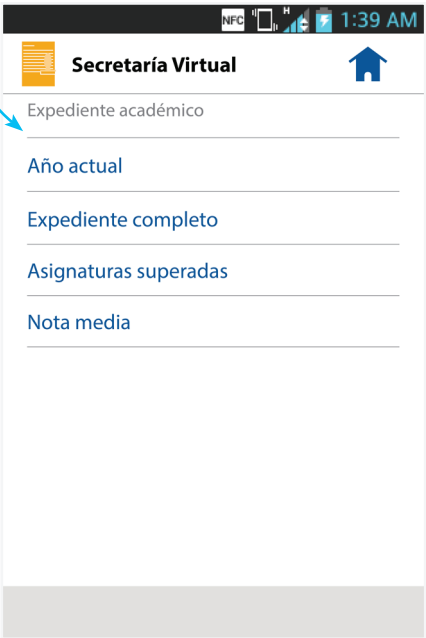 NFC H 1:39 AM
Secretaría Virtual
Expediente académico
Año actual
Expediente completo
Asignaturas superadas
Nota media